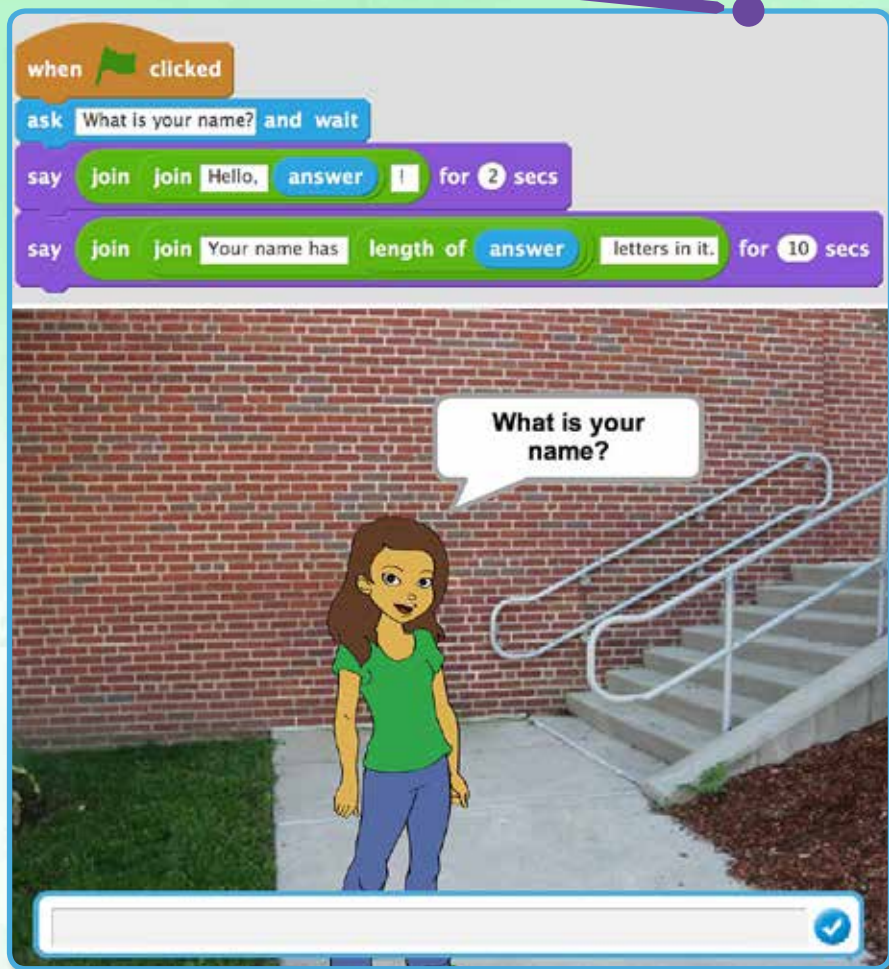 when clicked
ask What is your name? and wait
say join join Hello, answer ! for 2 secs
say join join Your name has length of answer letters in it. for 10 secs
What is your
name?